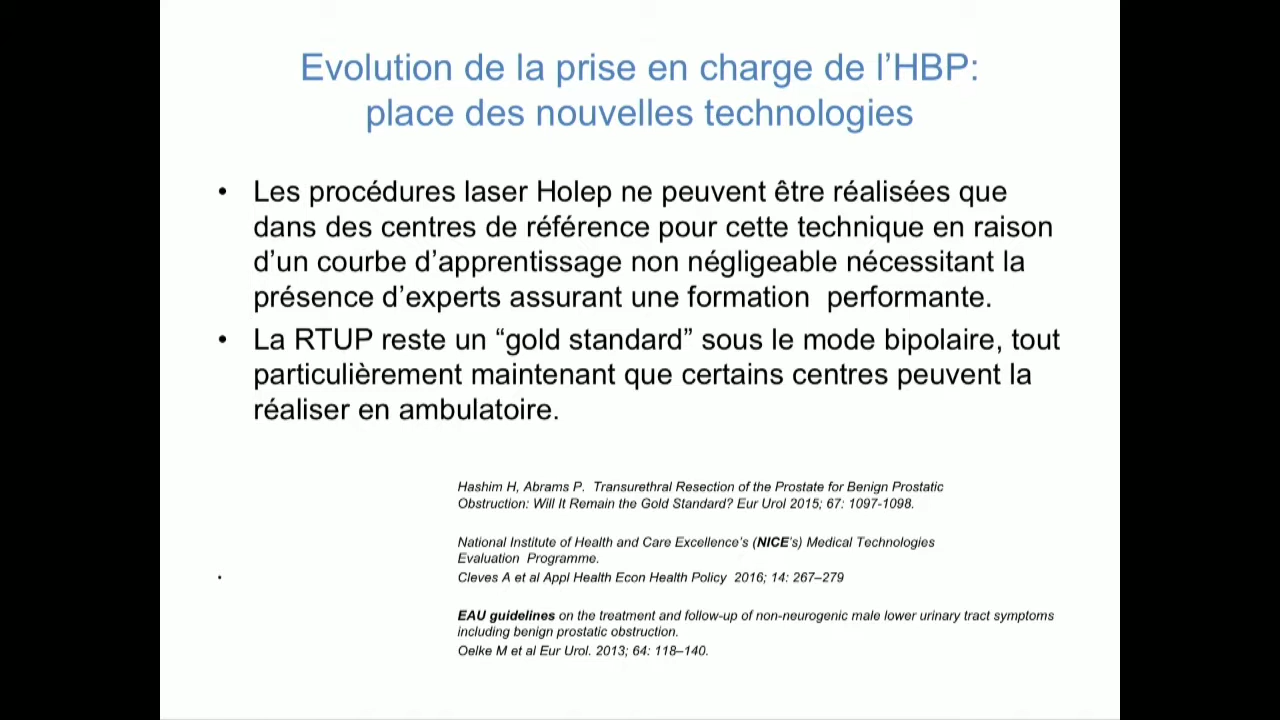 Evolution de la prise en charge de l’HBP:
place des nouvelles technologies
• Les procédures laser Holep ne peuvent être réalisées que
dans des centres de référence pour cette technique en raison
d’un courbe d’apprentissage non négligeable nécessitant la
présence d’experts assurant une formation performante.
• La RTUP reste un “gold standard” sous le mode bipolaire, tout
particulièrement maintenant que certains centres peuvent la
réaliser en ambulatoire.
Hashim H, Abrams P. Transurethral Resection of the Prostate for Benign Prostatic
Obstruction: Will It Remain the Gold Standard? Eur Urol 2015; 67: 1097-1098.
National Institute of Health and Care Excellence’s (NICE’s) Medical Technologies
Evaluation Programme.
• Cleves A et al Appl Health Econ Health Policy 2016; 14: 267–279
EAU guidelines on the treatment and follow-up of non-neurogenic male lower urinary tract symptoms
including benign prostatic obstruction.
Oelke M et al Eur Urol. 2013; 64: 118–140.